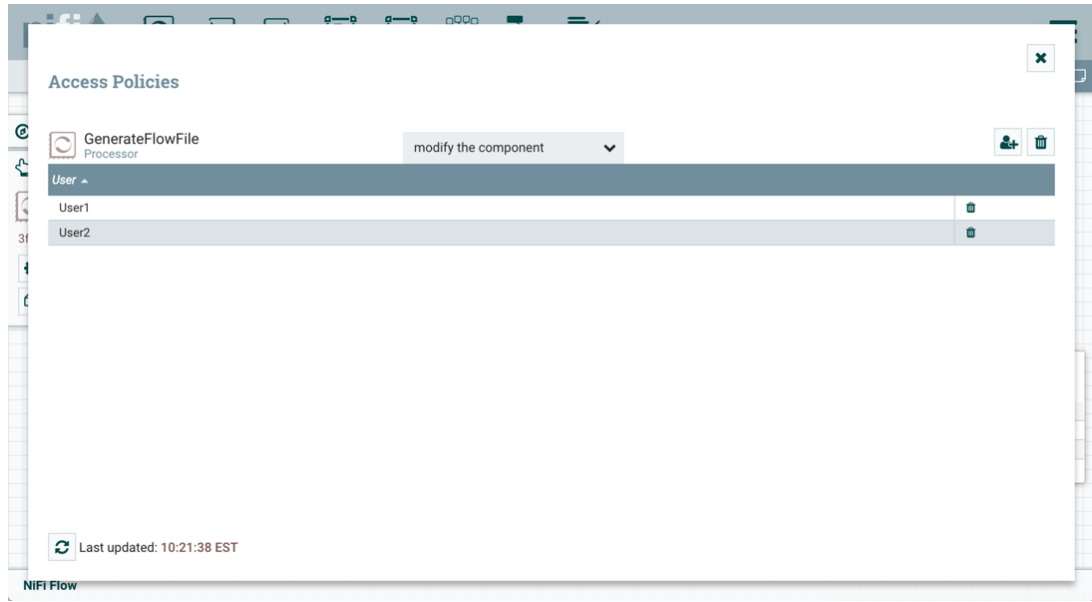 Access Policies
GenerateFlowFile
Processor
modify the component
User
User1
User2
Last updated: 10:21:38 EST
NiFi Flow